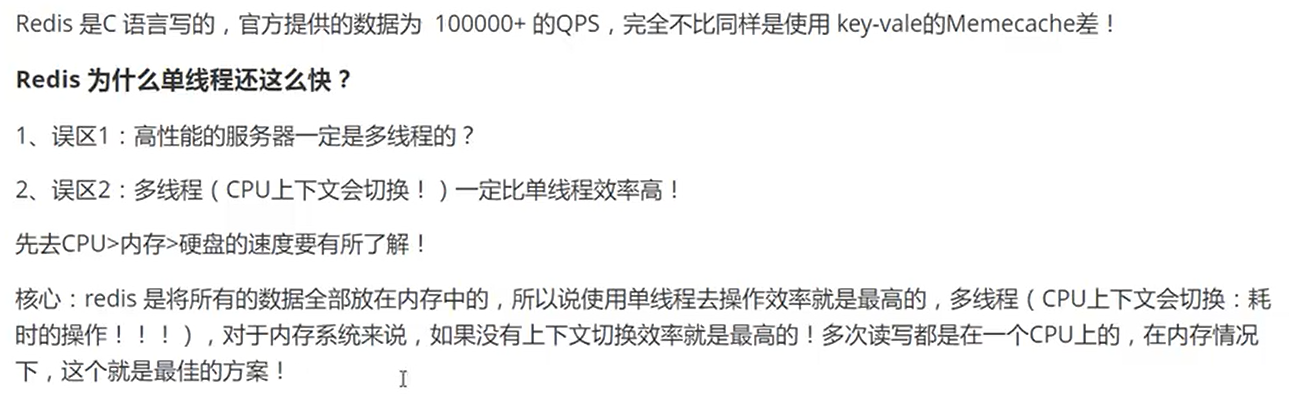 Redis 是C 语言写的，官方提供的数据为 100000+ 的QPS，完全不比同样是使用 key-vale的Memecache差！
Redis 为什么单线程还这么快？
1、误区1：高性能的服务器一定是多线程的？
2、误区2：多线程（CPU上下文会切换！）一定比单线程效率高！
先去CPU>内存>硬盘的速度要有所了解！
核心：redis 是将所有的数据全部放在内存中的，所以说使用单线程去操作效率就是最高的，多线程（CPU上下文会切换：耗
时的操作！！！），对于内存系统来说，如果没有上下文切换效率就是最高的！多次读写都是在一个CPU上的，在内存情况
下，这个就是最佳的方案！